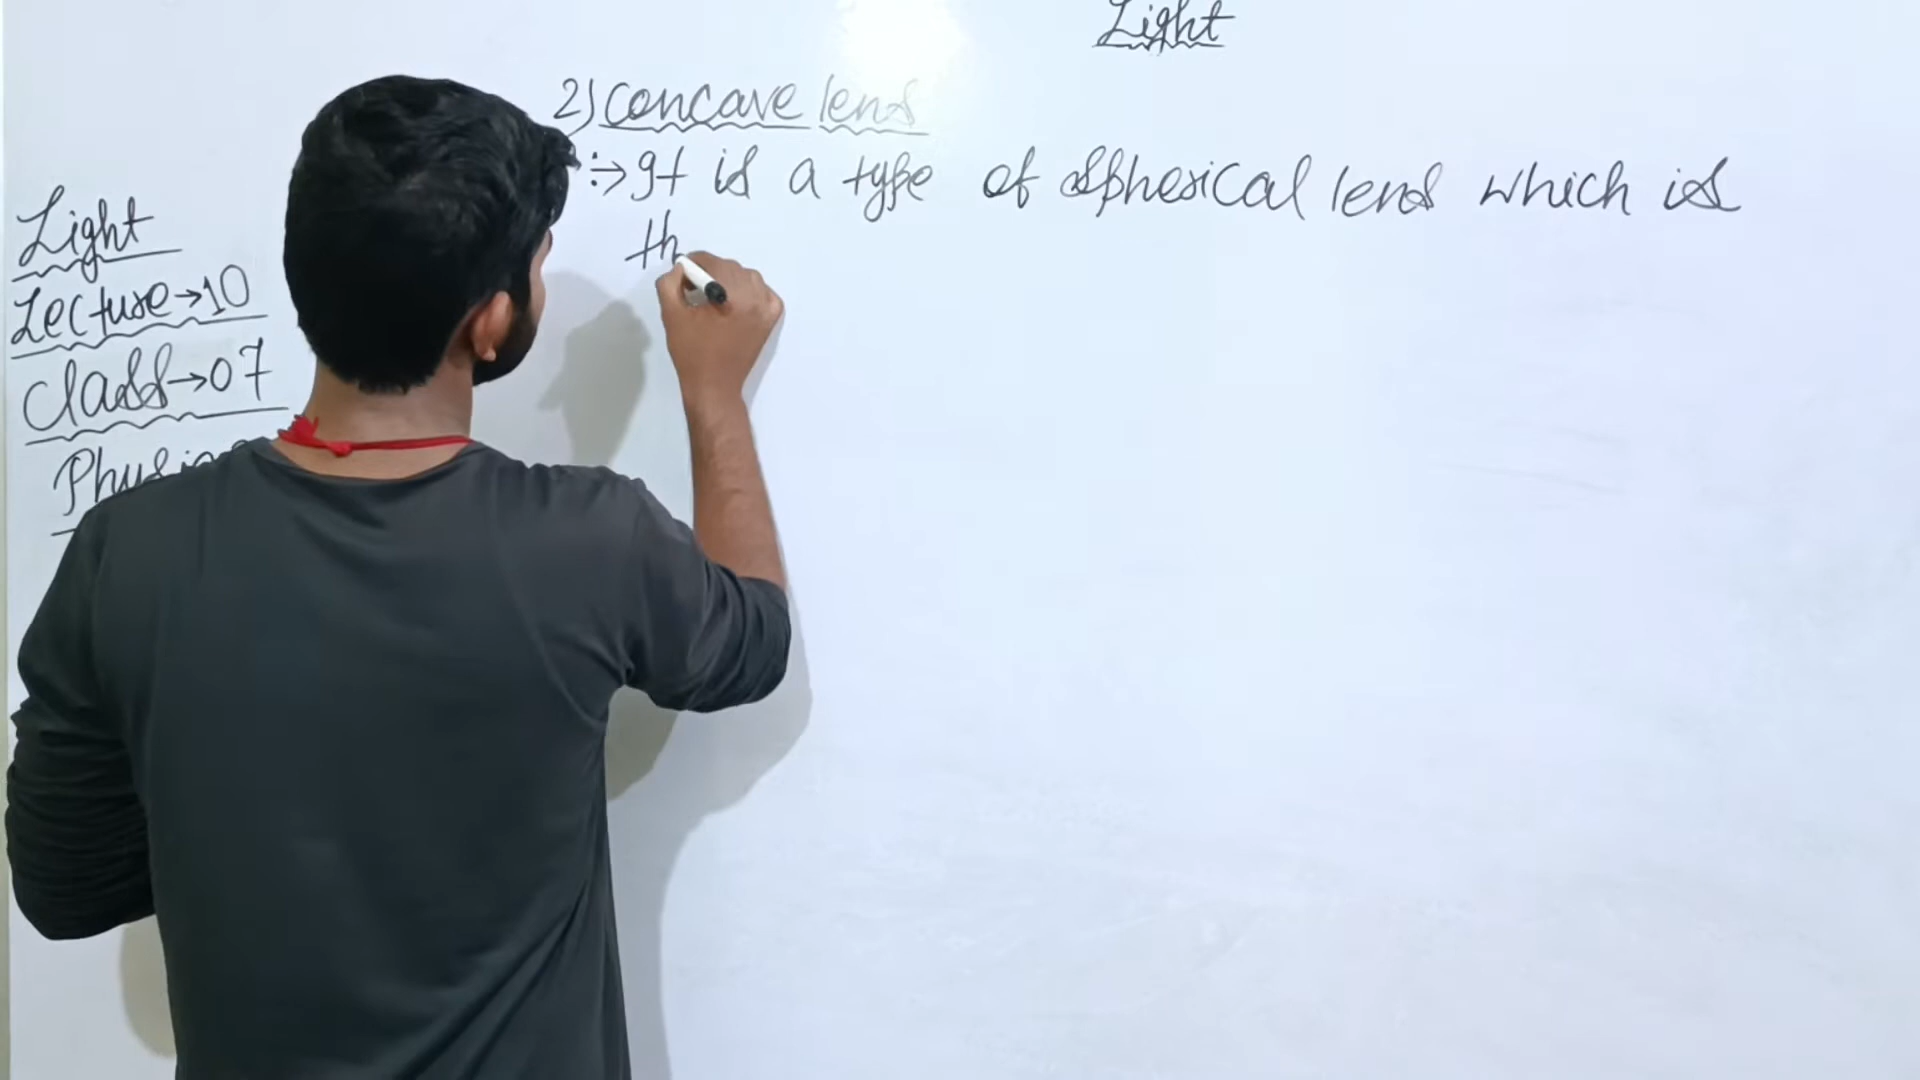 Light
2) Concave lens
∴→ It is a type of spherical lens which is
th
Light
Lecture→10
Class→07